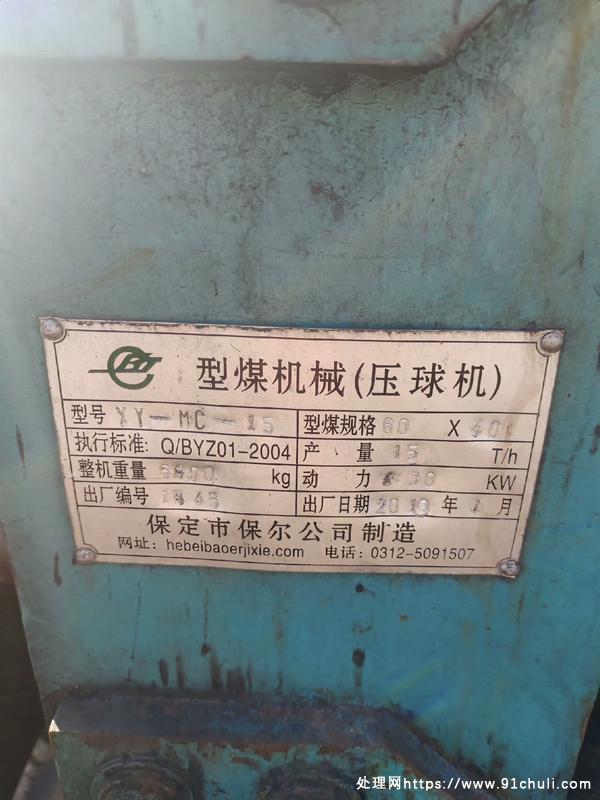 型煤机械(压球机)
型号 XY-MC-15 型煤规格 60 X 40
执行标准: Q/BYZ01-2004 产 量 15 T/h
整机重量 kg 动 力 30 KW
出厂编号 出厂日期 年 月
保定市保尔公司制造
网址: hebeibaoerjixie.com 电话: 0312-5091507
处理网https://www.91chuli.com